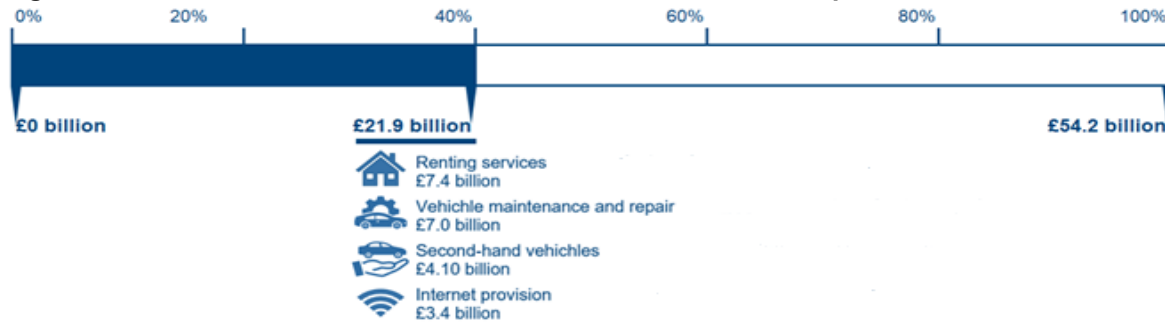 0% 20% 40% 60% 80% 100%
£0 billion £21.9 billion £54.2 billion
Renting services
£7.4 billion
Vehichle maintenance and repair
£7.0 billion
Second-hand vehichles
£4.10 billion
Internet provision
£3.4 billion